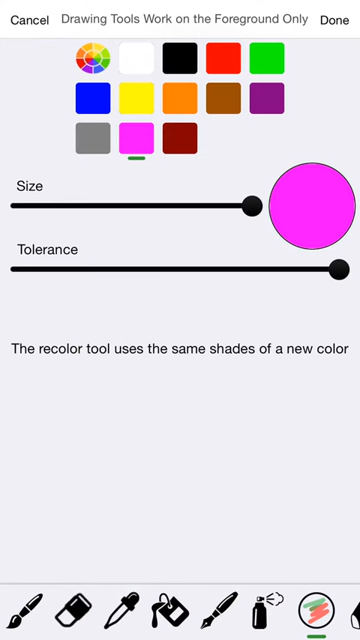 Cancel Drawing Tools Work on the Foreground Only Done
Size
Tolerance
The recolor tool uses the same shades of a new color